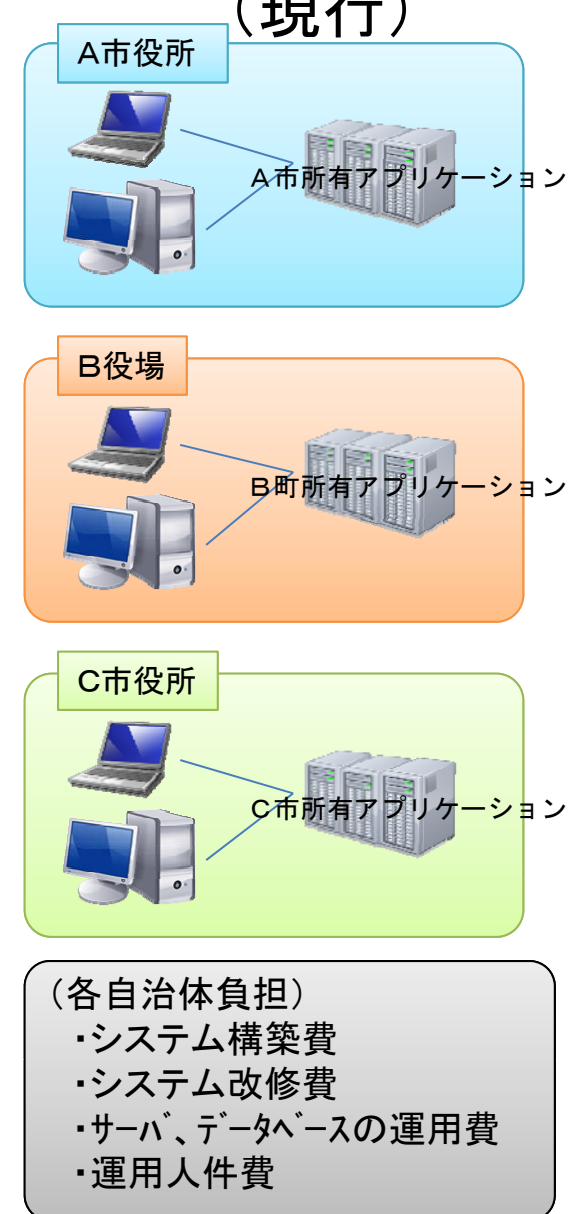 （現行）
Ａ市役所
Ａ市所有アプリケーション
Ｂ役場
Ｂ町所有アプリケーション
Ｃ市役所
Ｃ市所有アプリケーション
（各自治体負担）
・システム構築費
・システム改修費
・ｻｰﾊﾞ、ﾃﾞｰﾀﾍﾞｰｽの運用費
・運用人件費